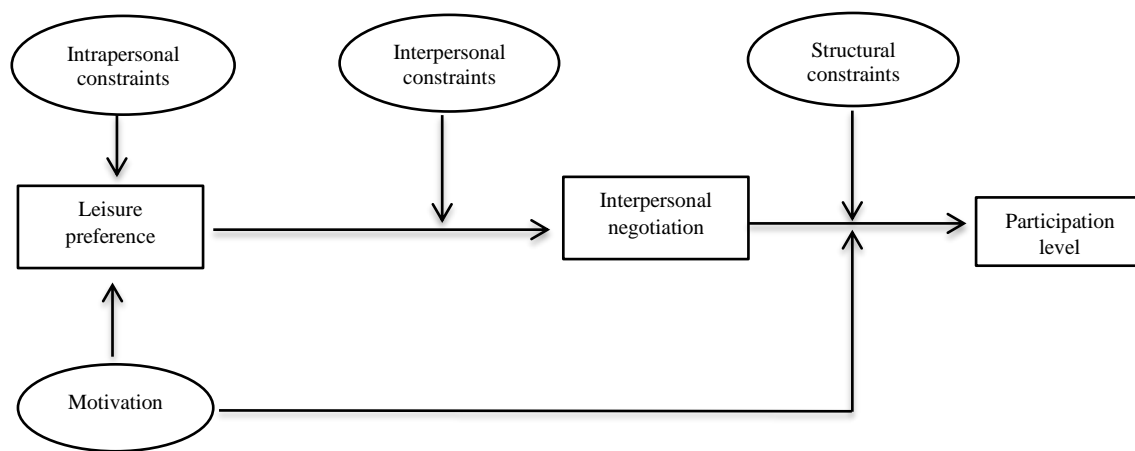 Intrapersonal
constraints
Interpersonal
constraints
Structural
constraints
Leisure
preference
Interpersonal
negotiation
Participation
level
Motivation